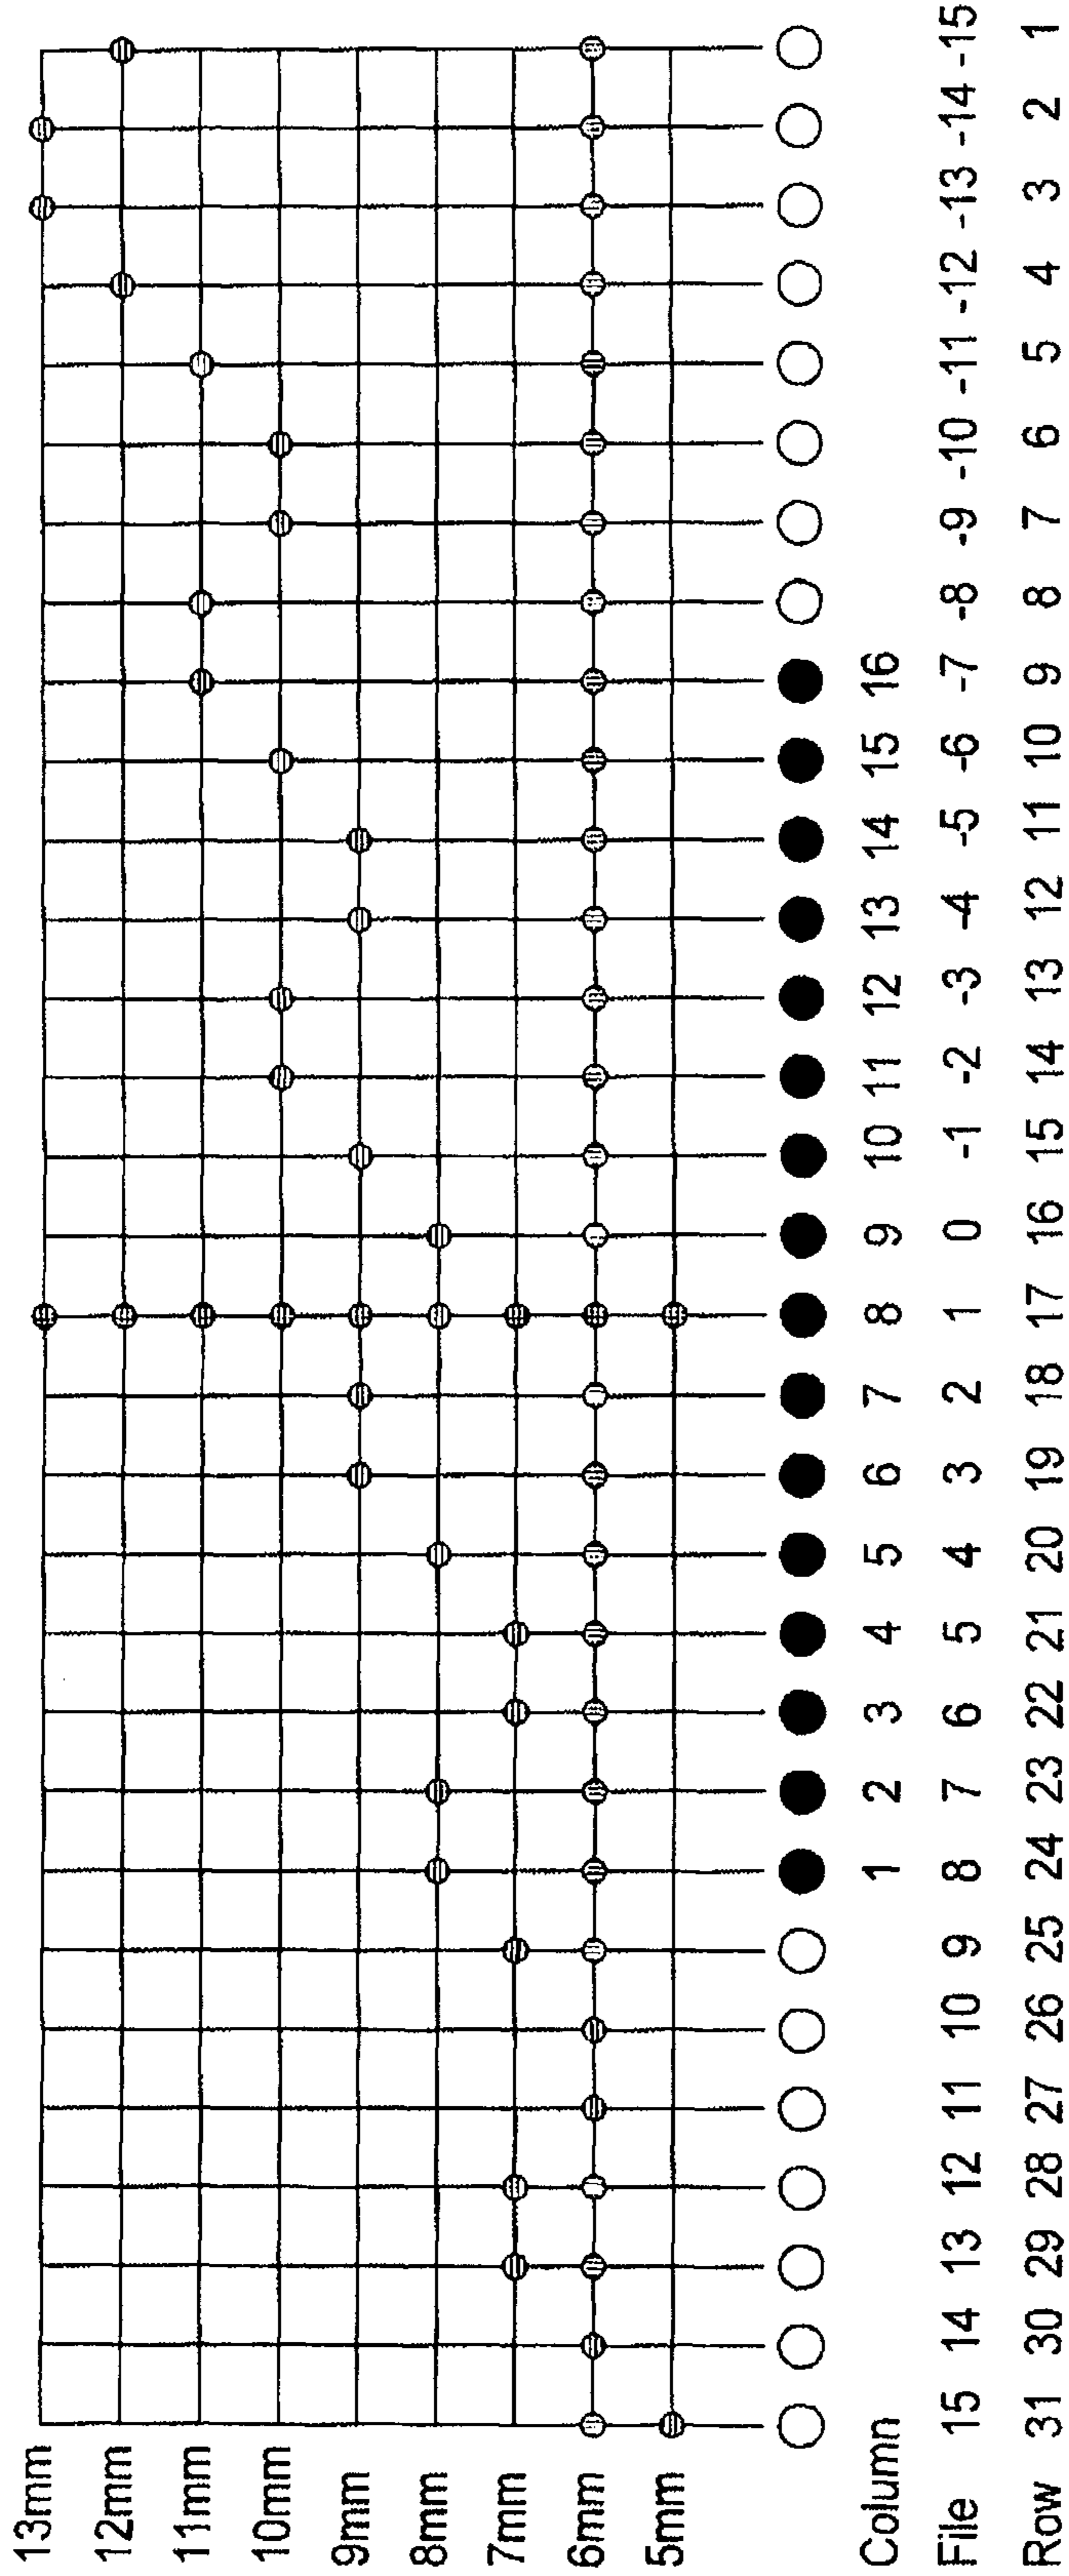 13mm
12mm
11mm
10mm
9mm
8mm
7mm
6mm
5mm
Column 1 2 3 4 5 6 7 8 9 10 11 12 13 14 15 16
File 15 14 13 12 11 10 9 8 7 6 5 4 3 2 1 0 -1 -2 -3 -4 -5 -6 -7 -8 -9 -10 -11 -12 -13 -14 -15
Row 31 30 29 28 27 26 25 24 23 22 21 20 19 18 17 16 15 14 13 12 11 10 9 8 7 6 5 4 3 2 1